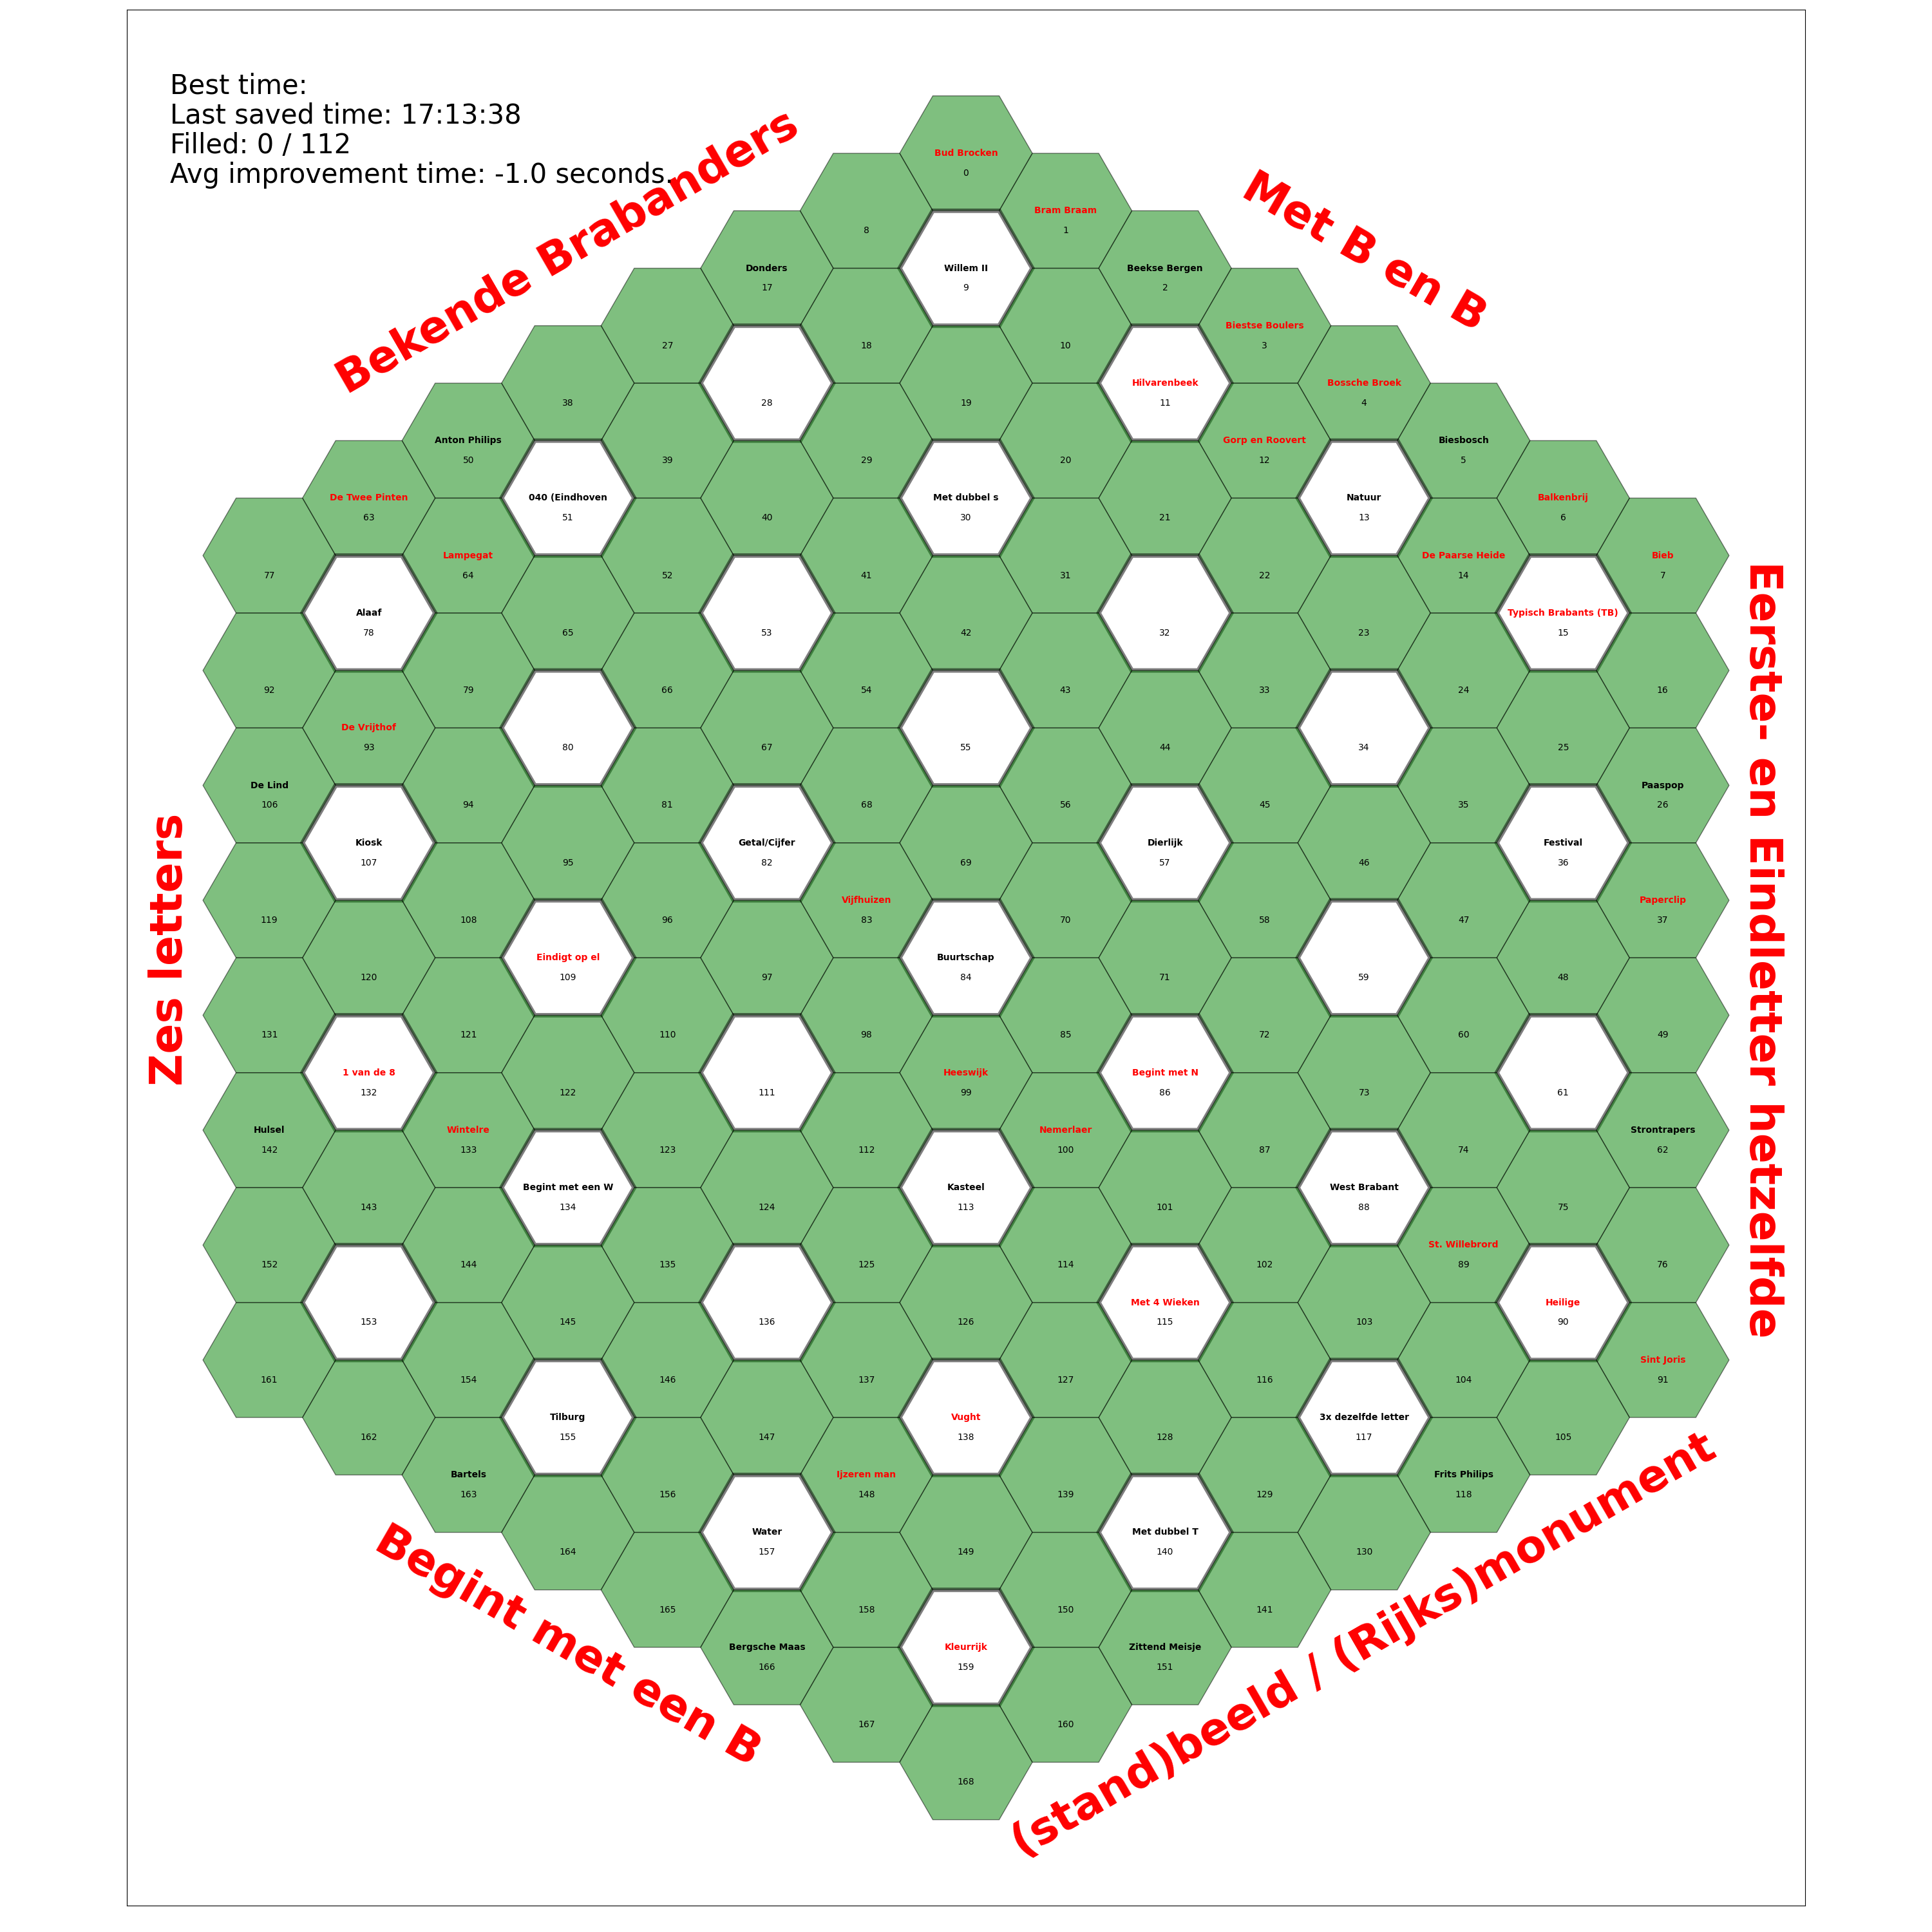 Best time:
Last saved time: 17:13:38
Filled: 0 / 112
Avg improvement time: -1.0 seconds.
Bekende Brabanders
Met B en B
Eerste- en Eindletter hetzelfde
Zes letters
Begint met een B
(stand)beeld / (Rijks)monument
Bud Brocken
0
Bram Braam
1
8
Donders
17
Willem II
9
Beekse Bergen
2
27
18
10
Biestse Boulers
3
38
28
19
Hilvarenbeek
11
Bossche Broek
4
Anton Philips
50
39
29
20
Gorp en Roovert
12
Biesbosch
5
De Twee Pinten
63
040 (Eindhoven
51
40
Met dubbel s
30
21
Natuur
13
Balkenbrij
6
77
Lampegat
64
52
41
31
22
De Paarse Heide
14
Bieb
7
Alaaf
78
65
53
42
32
23
Typisch Brabants (TB)
15
92
79
66
54
43
33
24
16
De Vrijthof
93
80
67
55
44
34
25
De Lind
106
94
81
68
56
45
35
Paaspop
26
Kiosk
107
95
Getal/Cijfer
82
69
Dierlijk
57
46
Festival
36
119
108
96
Vijfhuizen
83
70
58
47
Paperclip
37
120
Eindigt op el
109
97
Buurtschap
84
71
59
48
131
121
110
98
85
72
60
49
1 van de 8
132
122
111
Heeswijk
99
Begint met N
86
73
61
Hulsel
142
Wintelre
133
123
112
Nemerlaer
100
87
74
Strontrapers
62
143
Begint met een W
134
124
Kasteel
113
101
West Brabant
88
75
152
144
135
125
114
102
St. Willebrord
89
76
153
145
136
126
Met 4 Wieken
115
103
Heilige
90
161
154
146
137
127
116
104
Sint Joris
91
162
Tilburg
155
147
Vught
138
128
3x dezelfde letter
117
105
Bartels
163
156
Ijzeren man
148
139
129
Frits Philips
118
164
Water
157
149
Met dubbel T
140
130
165
158
150
141
Bergsche Maas
166
Kleurrijk
159
Zittend Meisje
151
167
160
168